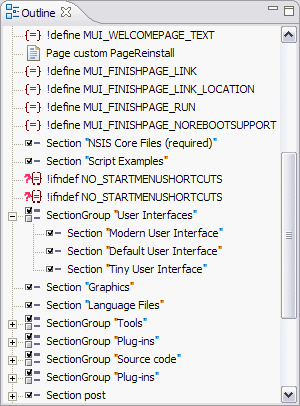 Outline
!define MUI_WELCOMEPAGE_TEXT
Page custom PageReinstall
!define MUI_FINISHPAGE_LINK
!define MUI_FINISHPAGE_LINK_LOCATION
!define MUI_FINISHPAGE_RUN
!define MUI_FINISHPAGE_NOREBOOTSUPPORT
Section "NSIS Core Files (required)"
Section "Script Examples"
!ifndef NO_STARTMENUSHORTCUTS
!ifndef NO_STARTMENUSHORTCUTS
SectionGroup "User Interfaces"
Section "Modern User Interface"
Section "Default User Interface"
Section "Tiny User Interface"
Section "Graphics"
Section "Language Files"
SectionGroup "Tools"
SectionGroup "Plug-ins"
SectionGroup "Source code"
SectionGroup "Plug-ins"
Section post